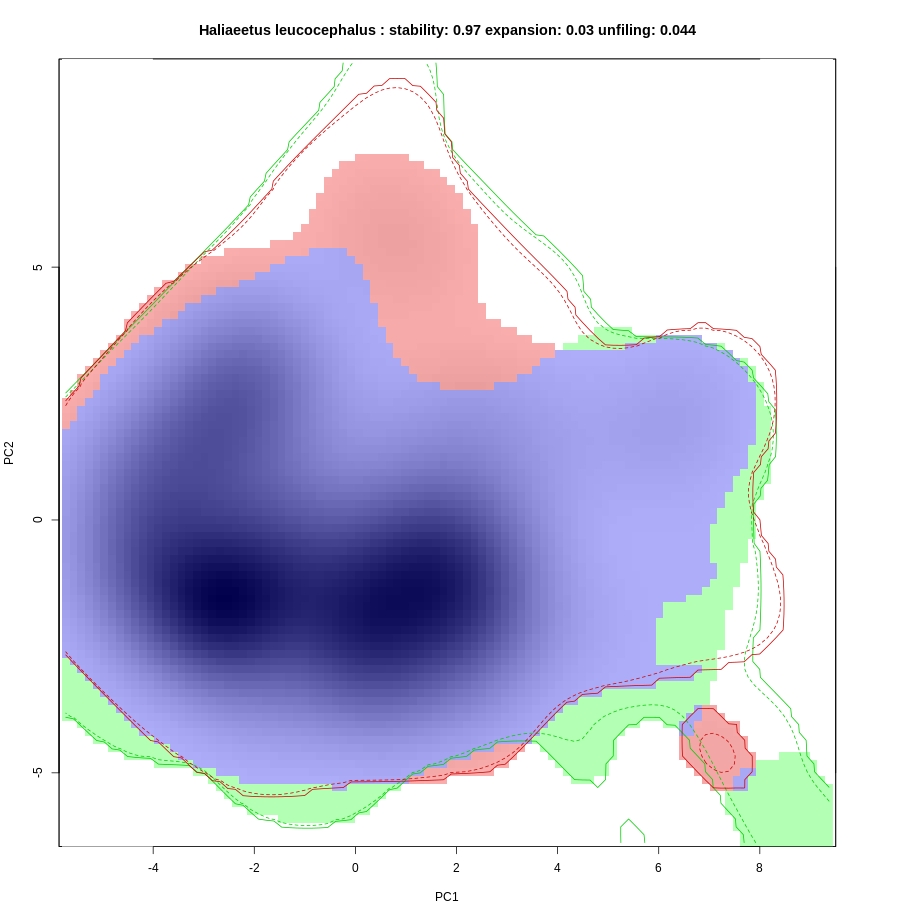 Haliaeetus leucocephalus : stability: 0.97 expansion: 0.03 unfiling: 0.044
5
0
-5
PC2
-4 -2 0 2 4 6 8
PC1